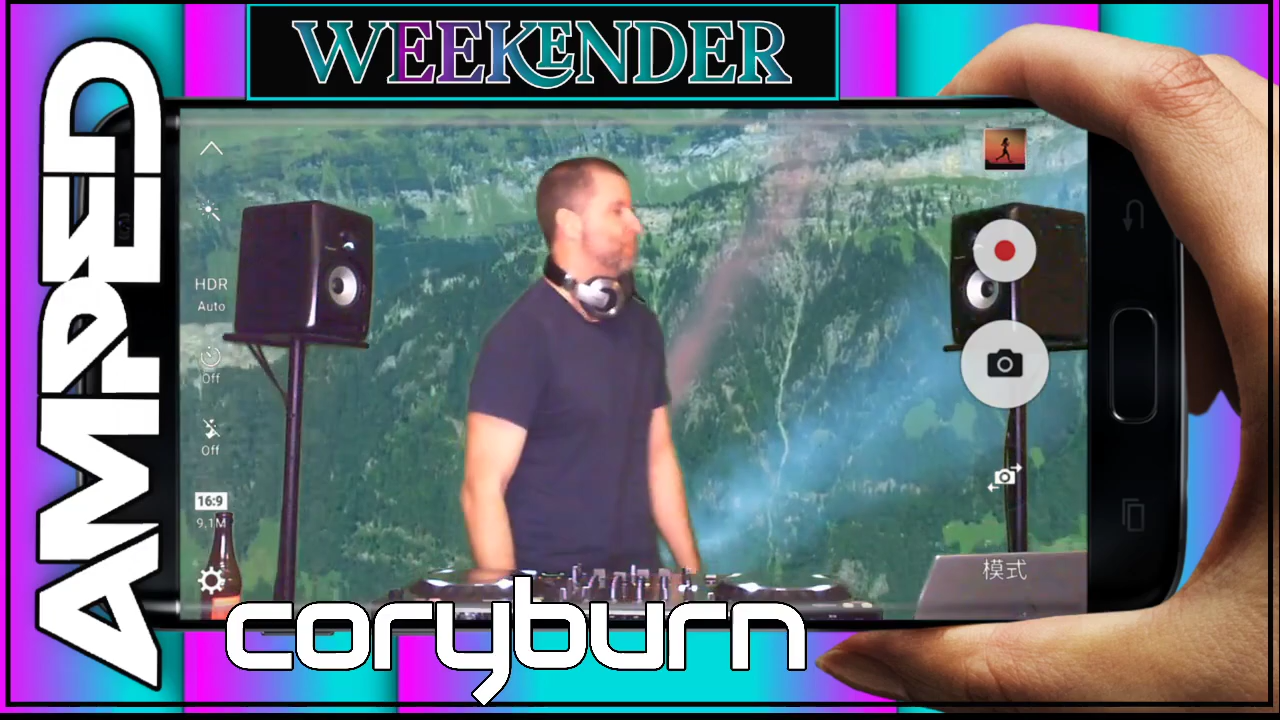 WEEKENDER
AMPED
HDR
Auto
Off
Off
16:9
9.1M
模式
coryburn